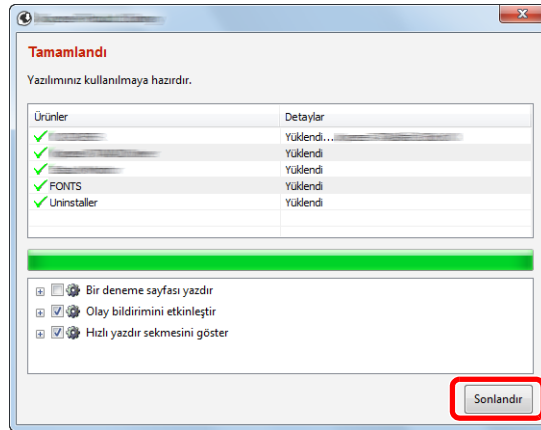 Tamamlandı
Yazılımınız kullanılmaya hazırdır.
Ürünler Detaylar
Yüklendi...
Yüklendi
Yüklendi
FONTS Yüklendi
Uninstaller Yüklendi
Bir deneme sayfası yazdır
Olay bildirimini etkinleştir
Hızlı yazdır sekmesini göster
Sonlandır